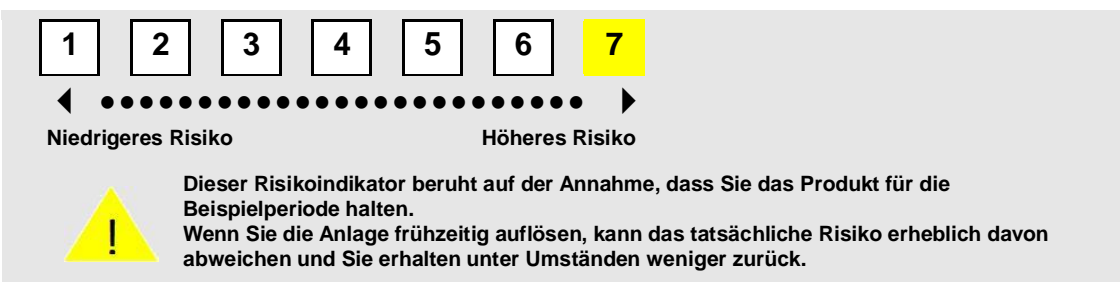 1 2 3 4 5 6 7
Niedrigeres Risiko Höheres Risiko
Dieser Risikoindikator beruht auf der Annahme, dass Sie das Produkt für die
Beispielperiode halten.
Wenn Sie die Anlage frühzeitig auflösen, kann das tatsächliche Risiko erheblich davon
abweichen und Sie erhalten unter Umständen weniger zurück.
!